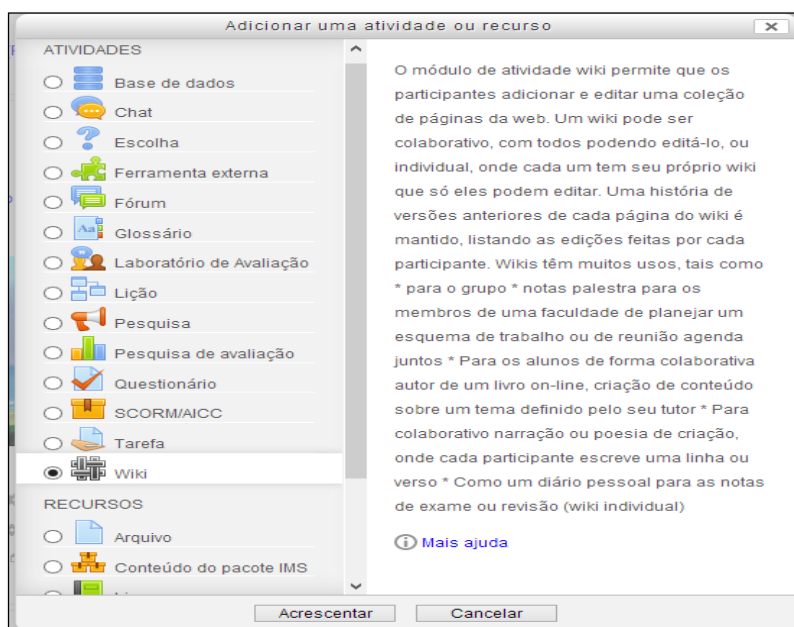 Adicionar uma atividade ou recurso
ATIVIDADES
Base de dados
Chat
Escolha
Ferramenta externa
Fórum
Glossário
Laboratório de Avaliação
Lição
Pesquisa
Pesquisa de avaliação
Questionário
SCORM/AICC
Tarefa
Wiki
RECURSOS
Arquivo
Conteúdo do pacote IMS
O módulo de atividade wiki permite que os
participantes adicionar e editar uma coleção
de páginas da web. Um wiki pode ser
colaborativo, com todos podendo editá-lo, ou
individual, onde cada um tem seu próprio wiki
que só eles podem editar. Uma história de
versões anteriores de cada página do wiki é
mantido, listando as edições feitas por cada
participante. Wikis têm muitos usos, tais como
* para o grupo * notas palestra para os
membros de uma faculdade de planejar um
esquema de trabalho ou de reunião agenda
juntos * Para os alunos de forma colaborativa
autor de um livro on-line, criação de conteúdo
sobre um tema definido pelo seu tutor * Para
colaborativo narração ou poesia de criação,
onde cada participante escreve uma linha ou
verso * Como um diário pessoal para as notas
de exame ou revisão (wiki individual)
Mais ajuda
Acrescentar
Cancelar